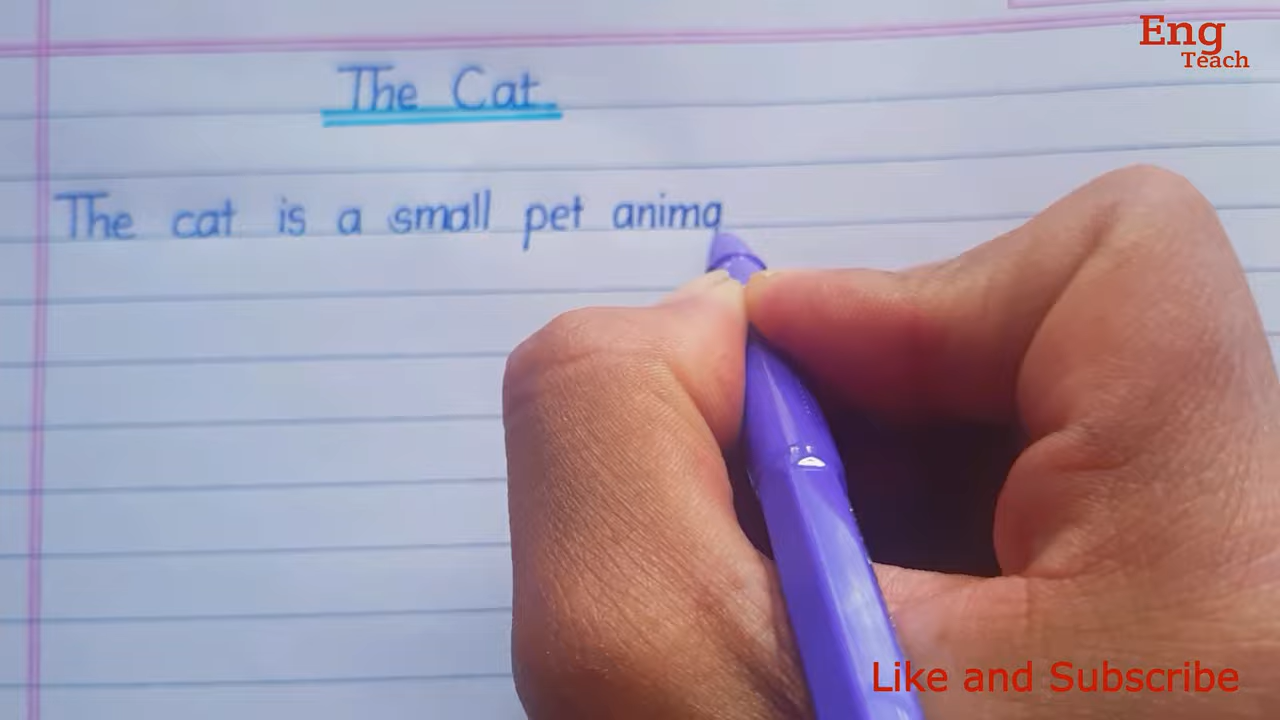 Eng
Teach
The Cat
The cat is a small pet anima
Like and Subscribe